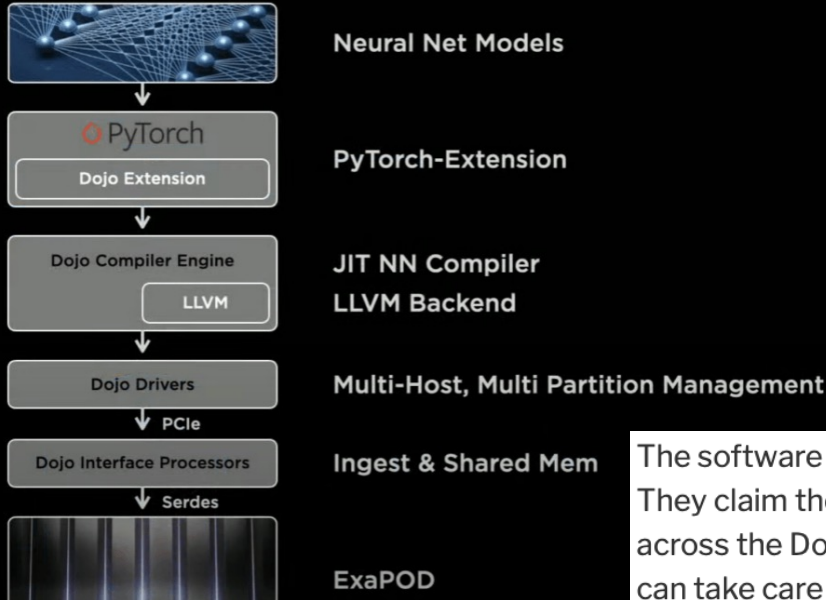 Neural Net Models
PyTorch
Dojo Extension
PyTorch-Extension
Dojo Compiler Engine
LLVM
JIT NN Compiler
LLVM Backend
Dojo Drivers
Multi-Host, Multi Partition Management
PCIe
Dojo Interface Processors
Ingest & Shared Mem
Serdes
ExaPOD
The software
They claim the
across the Do
can take care